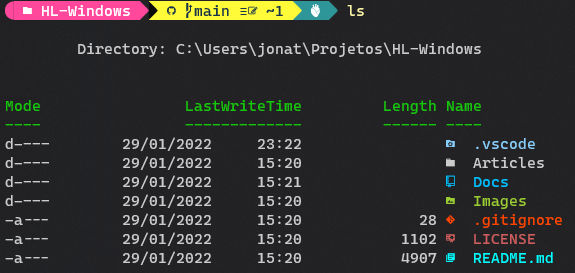 HL-Windows main ~1 ls
Directory: C:\Users\jonat\Projetos\HL-Windows
Mode LastWriteTime Length Name
---- ------------- ------ ----
d---- 29/01/2022 23:22 .vscode
d---- 29/01/2022 15:20 Articles
d---- 29/01/2022 15:21 Docs
d---- 29/01/2022 15:20 Images
-a--- 29/01/2022 15:20 28 .gitignore
-a--- 29/01/2022 15:20 1102 LICENSE
-a--- 29/01/2022 15:20 4907 README.md